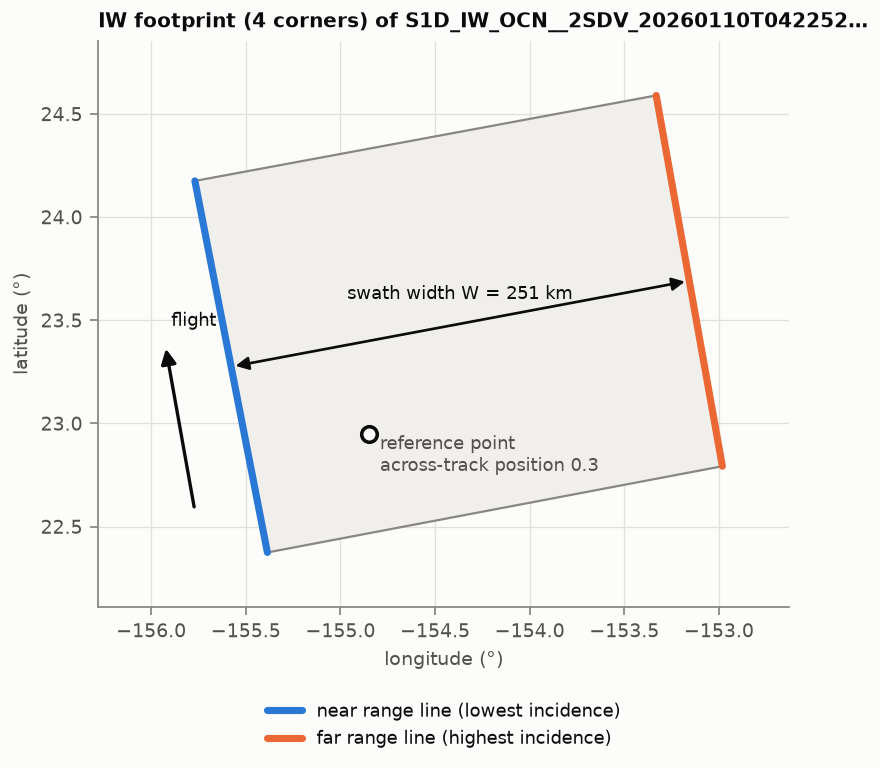 IW footprint (4 corners) of S1D_IW_OCN__2SDV_20260110T042252…
latitude (°)
24.5
24.0
23.5
23.0
22.5
swath width W = 251 km
flight
reference point
across-track position 0.3
−156.0 −155.5 −155.0 −154.5 −154.0 −153.5 −153.0
longitude (°)
near range line (lowest incidence)
far range line (highest incidence)